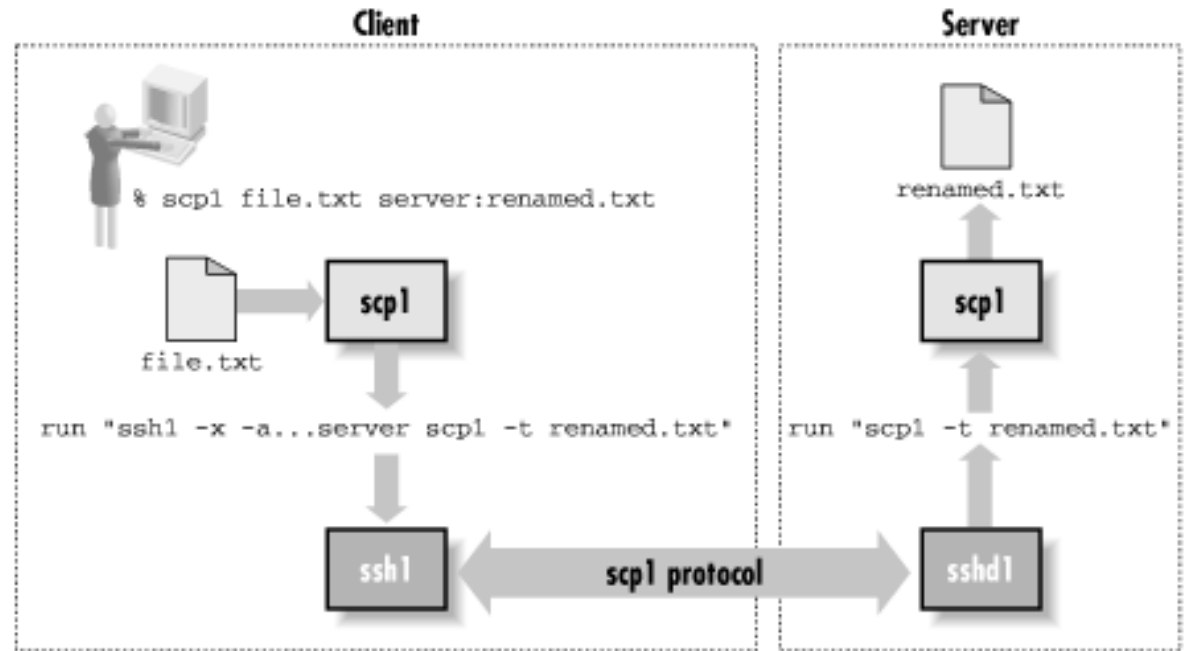 Client
Server
% scp1 file.txt server:renamed.txt
renamed.txt
scp1
scp1
file.txt
run "ssh1 -x -a...server scp1 -t renamed.txt"
run "scp1 -t renamed.txt"
ssh1
scp1 protocol
sshd1